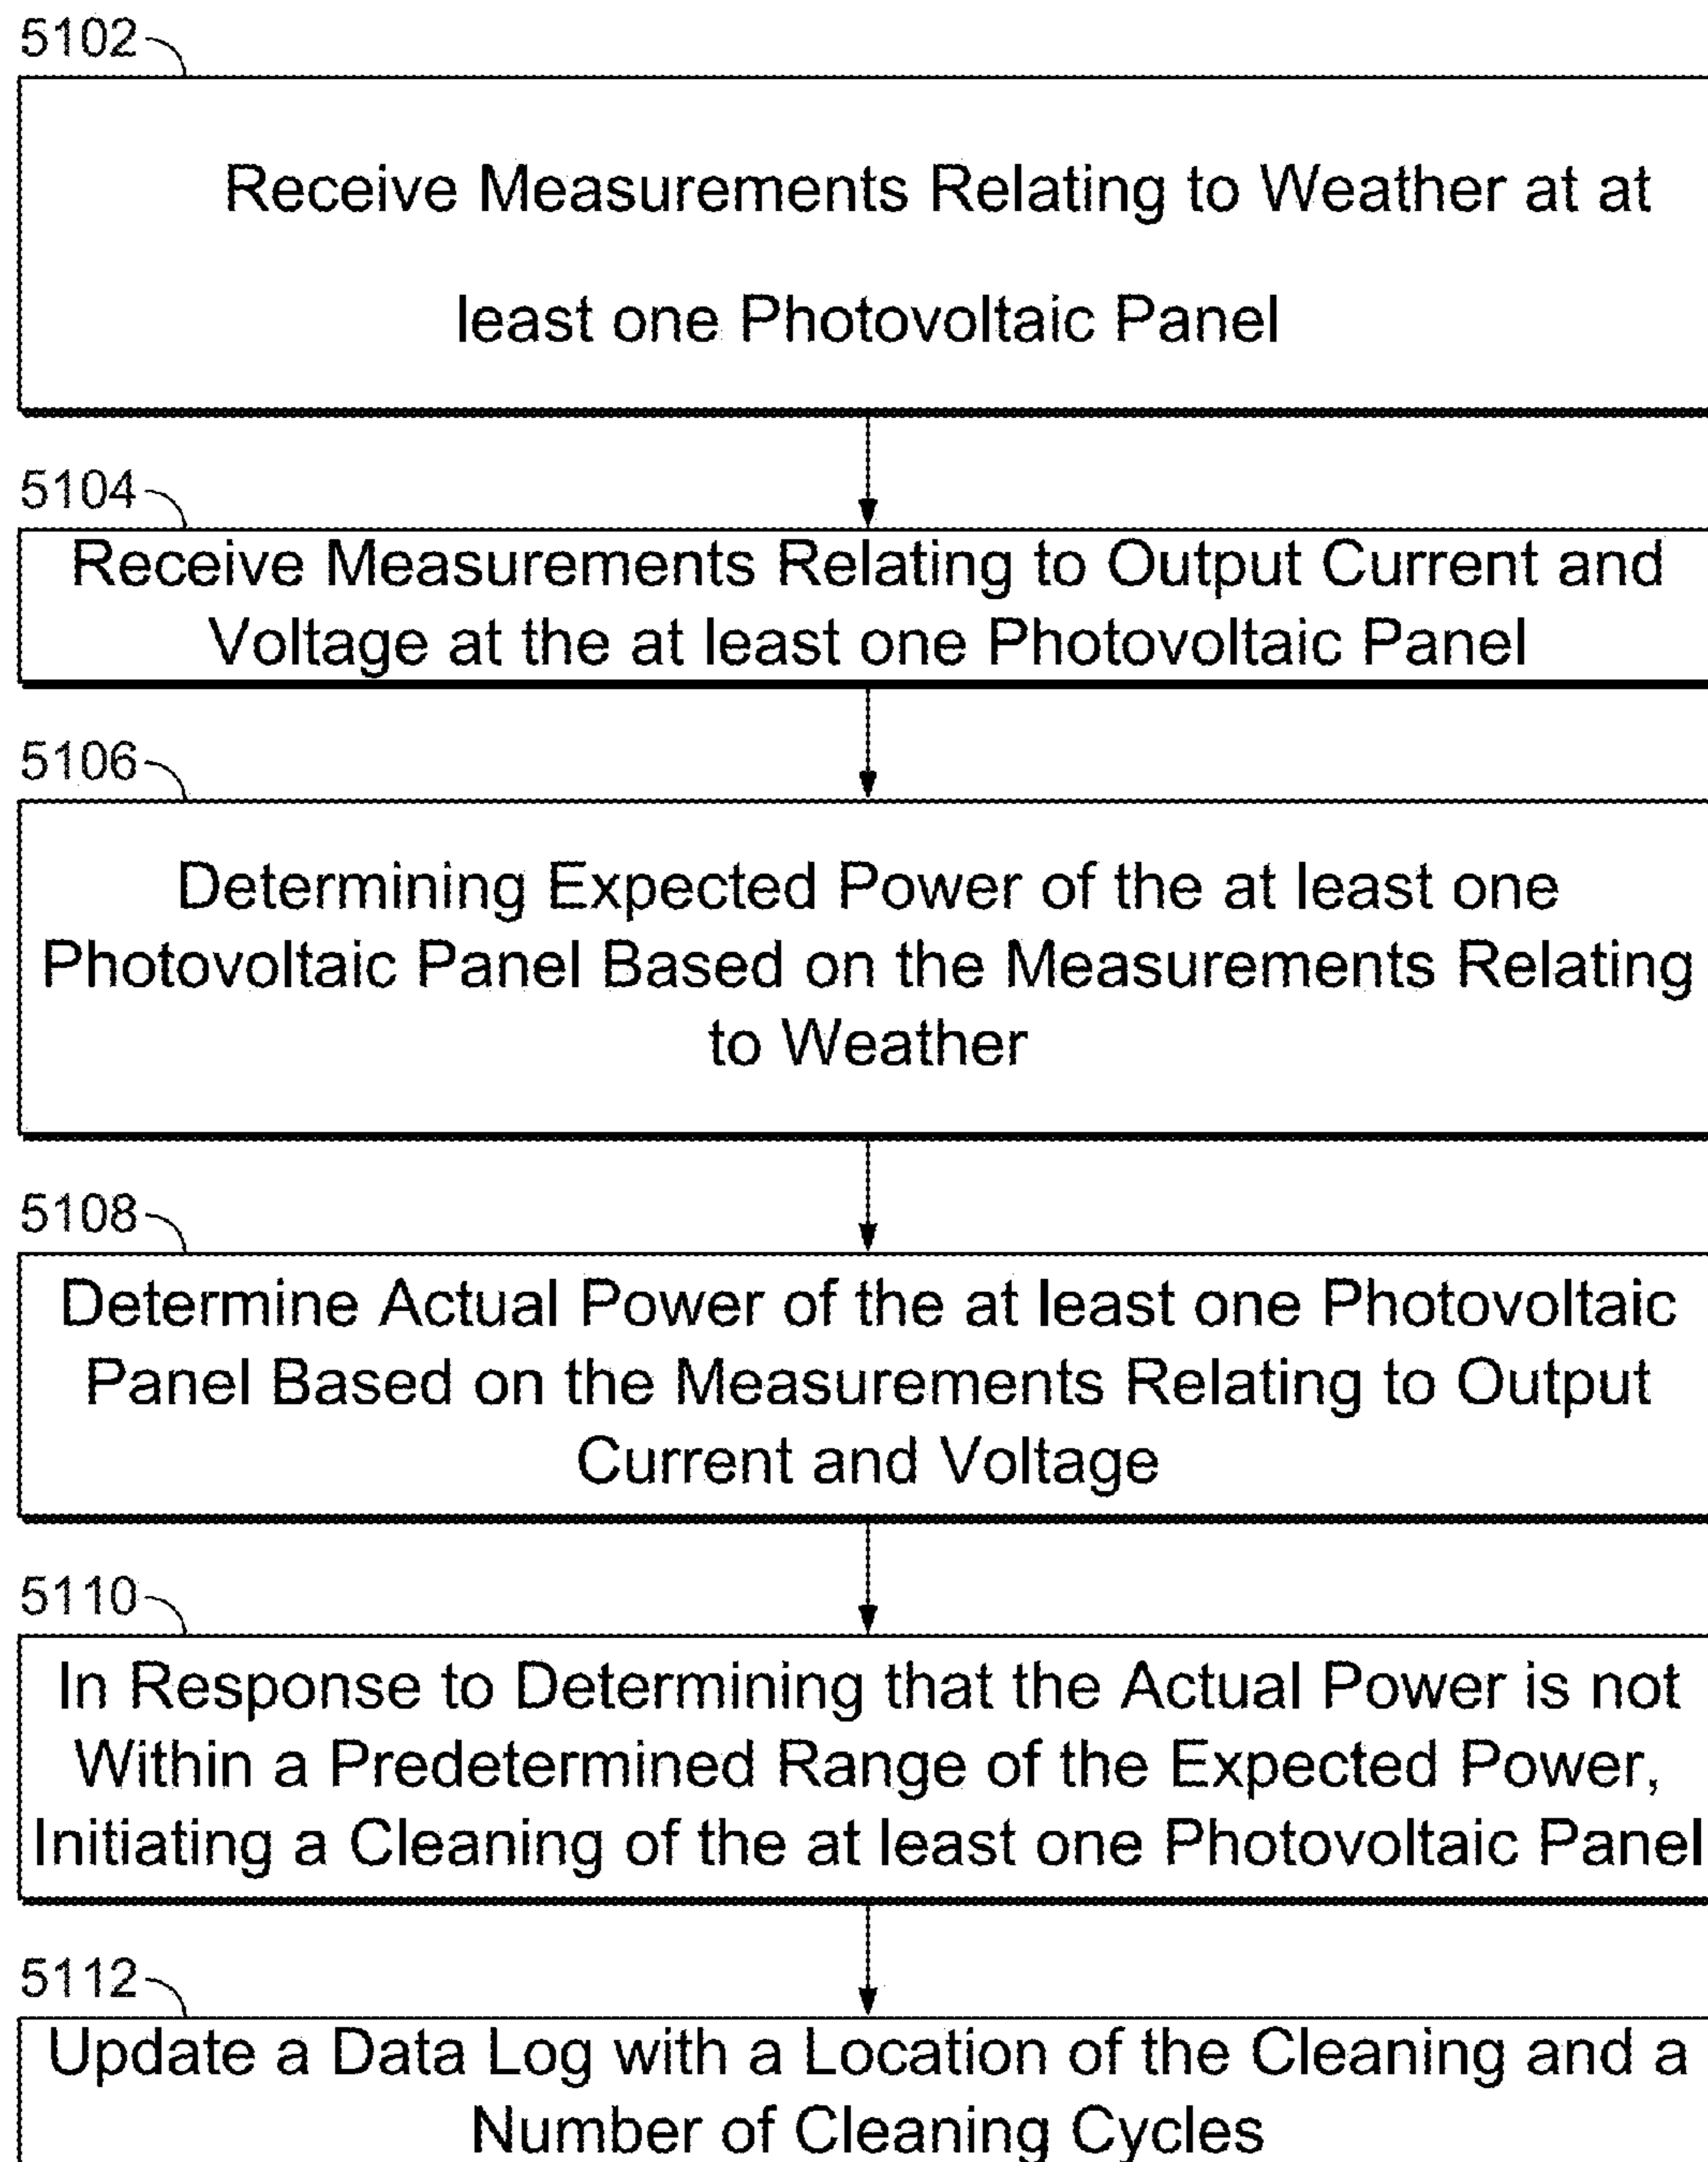 5102
Receive Measurements Relating to Weather at at
least one Photovoltaic Panel
5104
Receive Measurements Relating to Output Current and
Voltage at the at least one Photovoltaic Panel
5106
Determining Expected Power of the at least one
Photovoltaic Panel Based on the Measurements Relating
to Weather
5108
Determine Actual Power of the at least one Photovoltaic
Panel Based on the Measurements Relating to Output
Current and Voltage
5110
In Response to Determining that the Actual Power is not
Within a Predetermined Range of the Expected Power,
Initiating a Cleaning of the at least one Photovoltaic Panel
5112
Update a Data Log with a Location of the Cleaning and a
Number of Cleaning Cycles